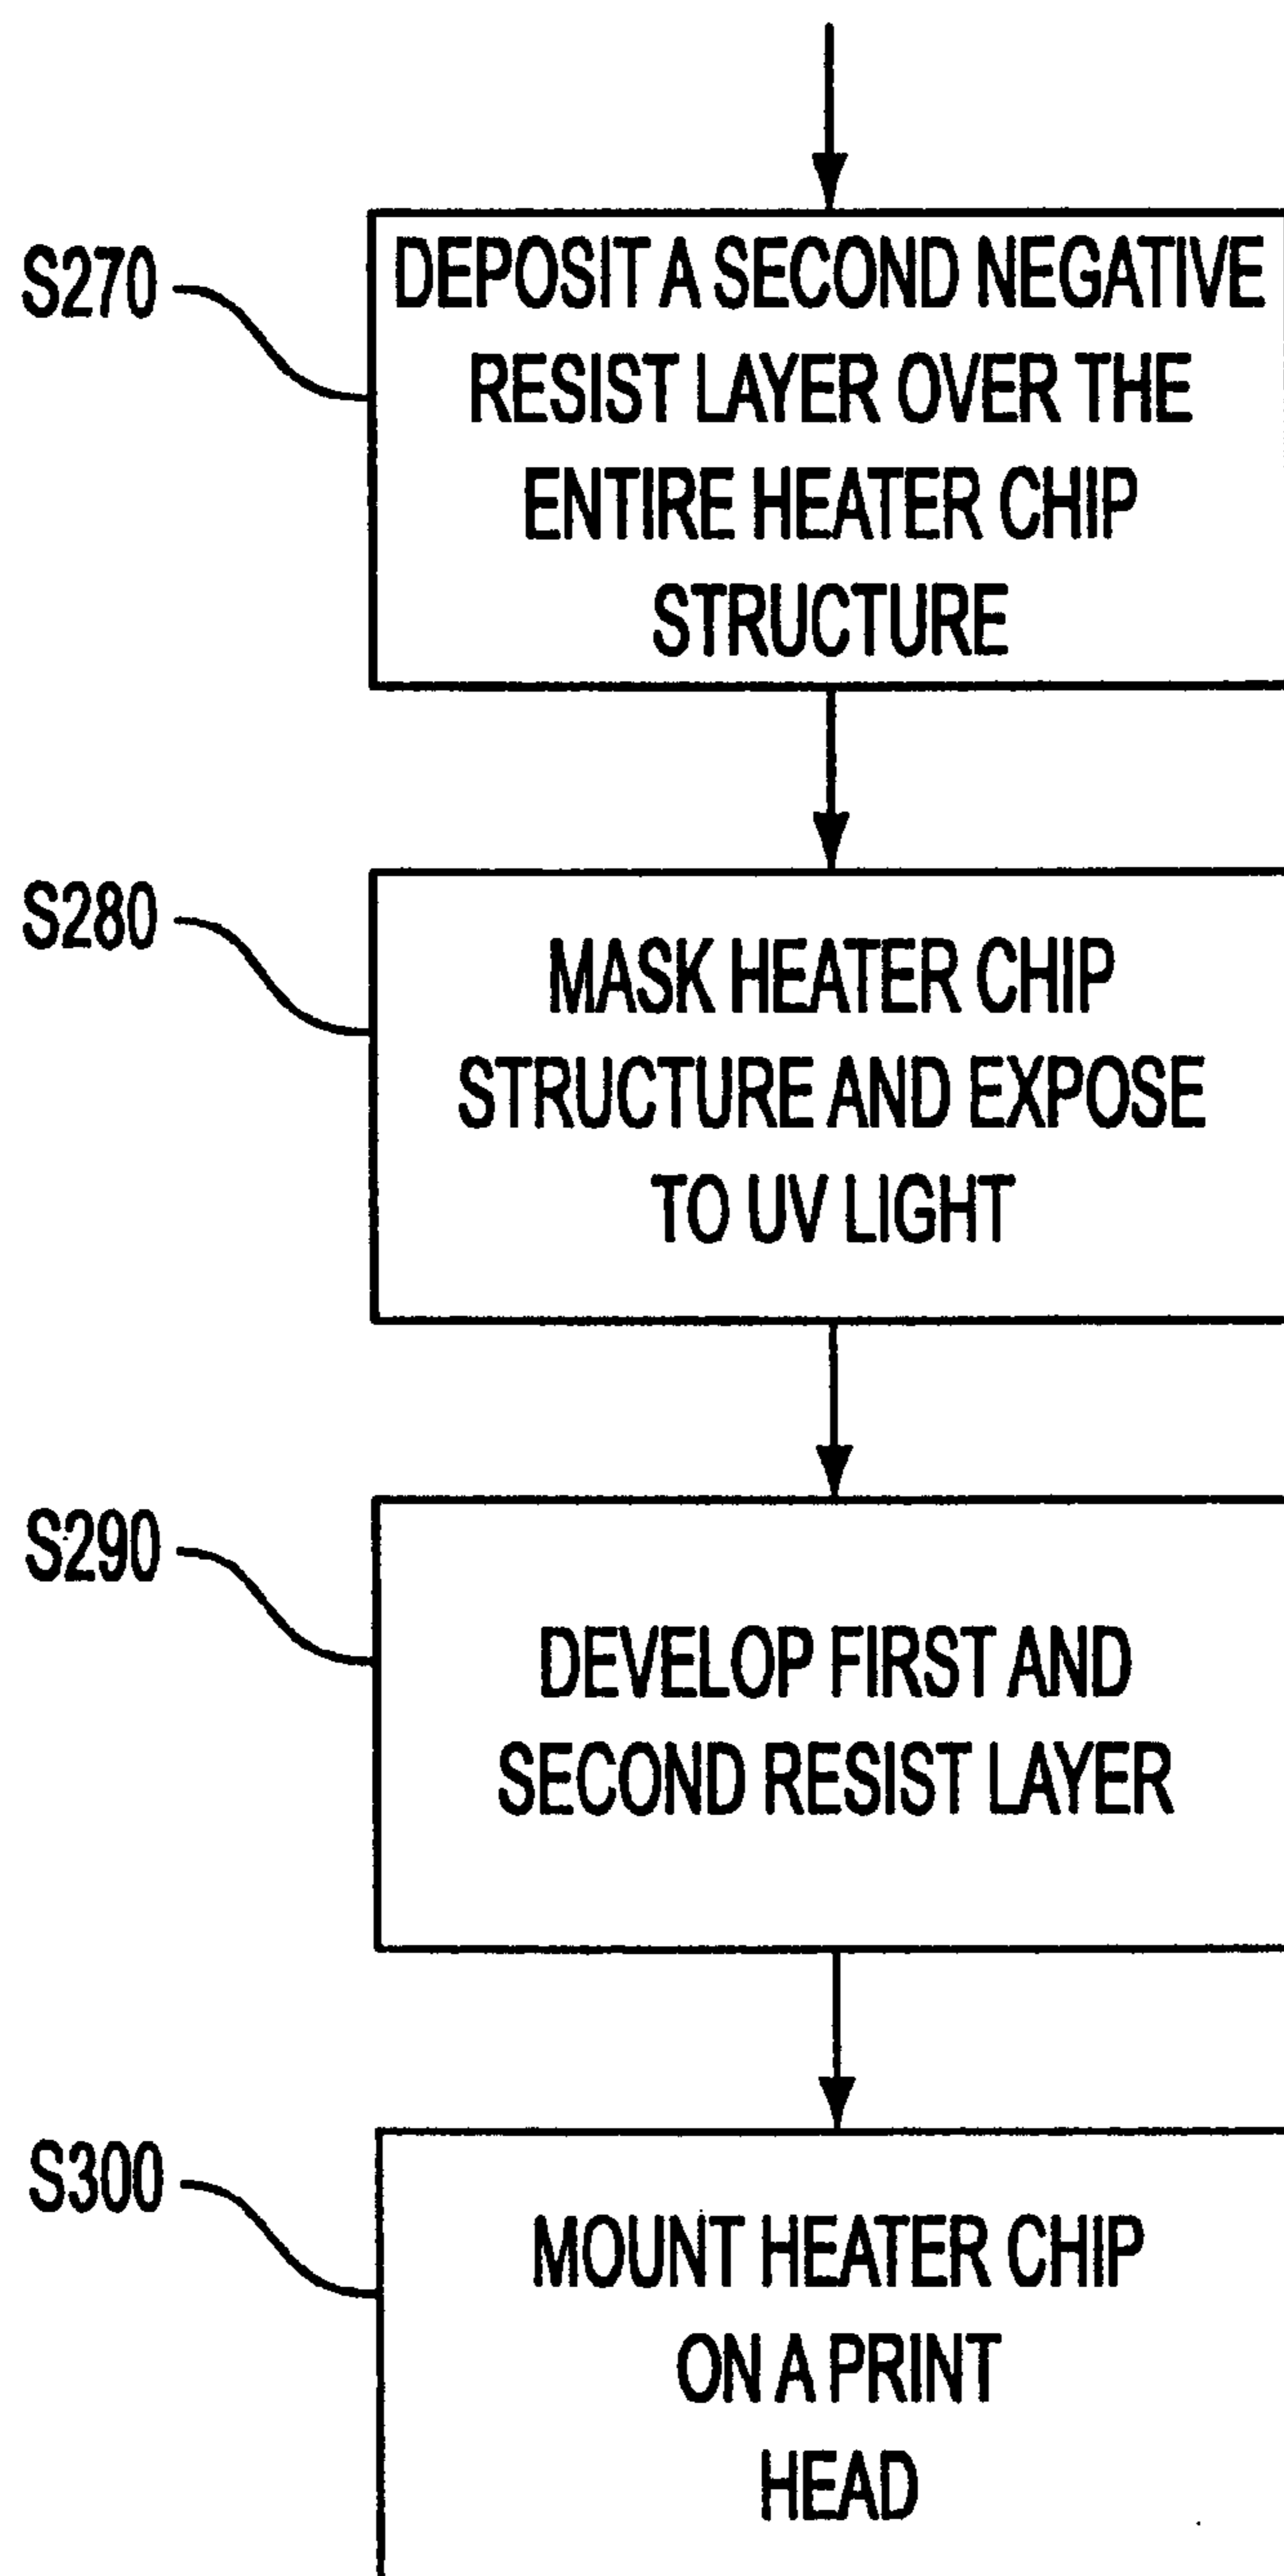 S270
DEPOSIT A SECOND NEGATIVE
RESIST LAYER OVER THE
ENTIRE HEATER CHIP
STRUCTURE
S280
MASK HEATER CHIP
STRUCTURE AND EXPOSE
TO UV LIGHT
S290
DEVELOP FIRST AND
SECOND RESIST LAYER
S300
MOUNT HEATER CHIP
ON A PRINT
HEAD